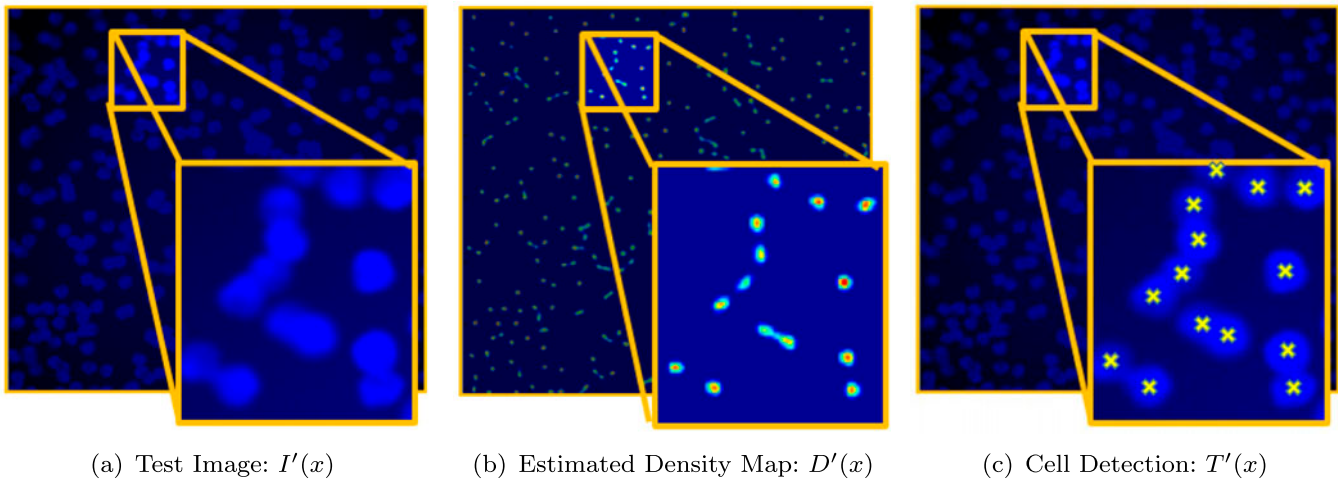 (a) Test Image: I′(x)
(b) Estimated Density Map: D′(x)
(c) Cell Detection: T′(x)